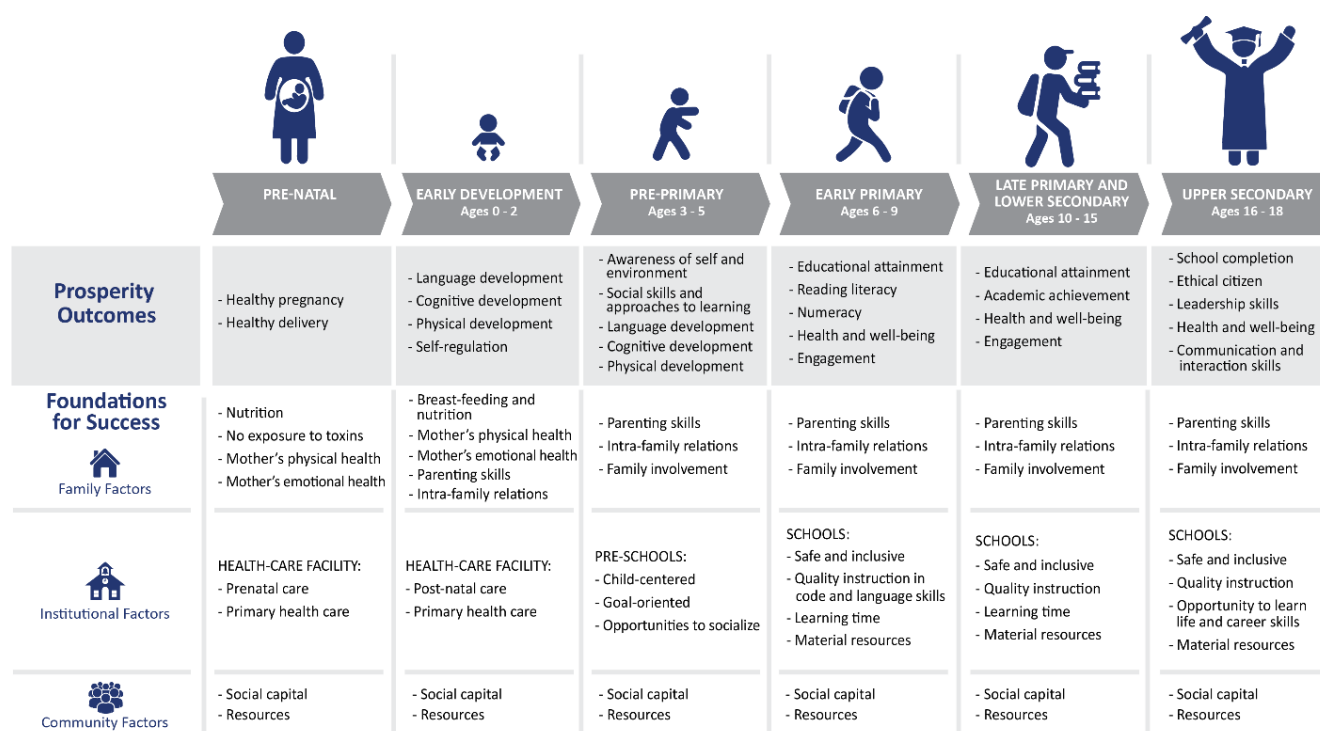 PRE-NATAL
EARLY DEVELOPMENT
Ages 0 - 2
PRE-PRIMARY
Ages 3 - 5
EARLY PRIMARY
Ages 6 - 9
LATE PRIMARY AND
LOWER SECONDARY
Ages 10 - 15
UPPER SECONDARY
Ages 16 - 18
Prosperity
Outcomes
- Healthy pregnancy
- Healthy delivery
- Language development
- Cognitive development
- Physical development
- Self-regulation
- Awareness of self and
environment
- Social skills and
approaches to learning
- Language development
- Cognitive development
- Physical development
- Educational attainment
- Reading literacy
- Numeracy
- Health and well-being
- Engagement
- Educational attainment
- Academic achievement
- Health and well-being
- Engagement
- School completion
- Ethical citizen
- Leadership skills
- Health and well-being
- Communication and
interaction skills
Foundations
for Success
Family Factors
- Nutrition
- No exposure to toxins
- Mother's physical health
- Mother's emotional health
- Breast-feeding and
nutrition
- Mother's physical health
- Mother's emotional health
- Parenting skills
- Intra-family relations
- Parenting skills
- Intra-family relations
- Family involvement
- Parenting skills
- Intra-family relations
- Family involvement
- Parenting skills
- Intra-family relations
- Family involvement
- Parenting skills
- Intra-family relations
- Family involvement
Institutional Factors
HEALTH-CARE FACILITY:
- Prenatal care
- Primary health care
HEALTH-CARE FACILITY:
- Post-natal care
- Primary health care
PRE-SCHOOLS:
- Child-centered
- Goal-oriented
- Opportunities to socialize
SCHOOLS:
- Safe and inclusive
- Quality instruction in
code and language skills
- Learning time
- Material resources
SCHOOLS:
- Safe and inclusive
- Quality instruction
- Learning time
- Material resources
SCHOOLS:
- Safe and inclusive
- Quality instruction
- Opportunity to learn
life and career skills
- Material resources
Community Factors
- Social capital
- Resources
- Social capital
- Resources
- Social capital
- Resources
- Social capital
- Resources
- Social capital
- Resources
- Social capital
- Resources